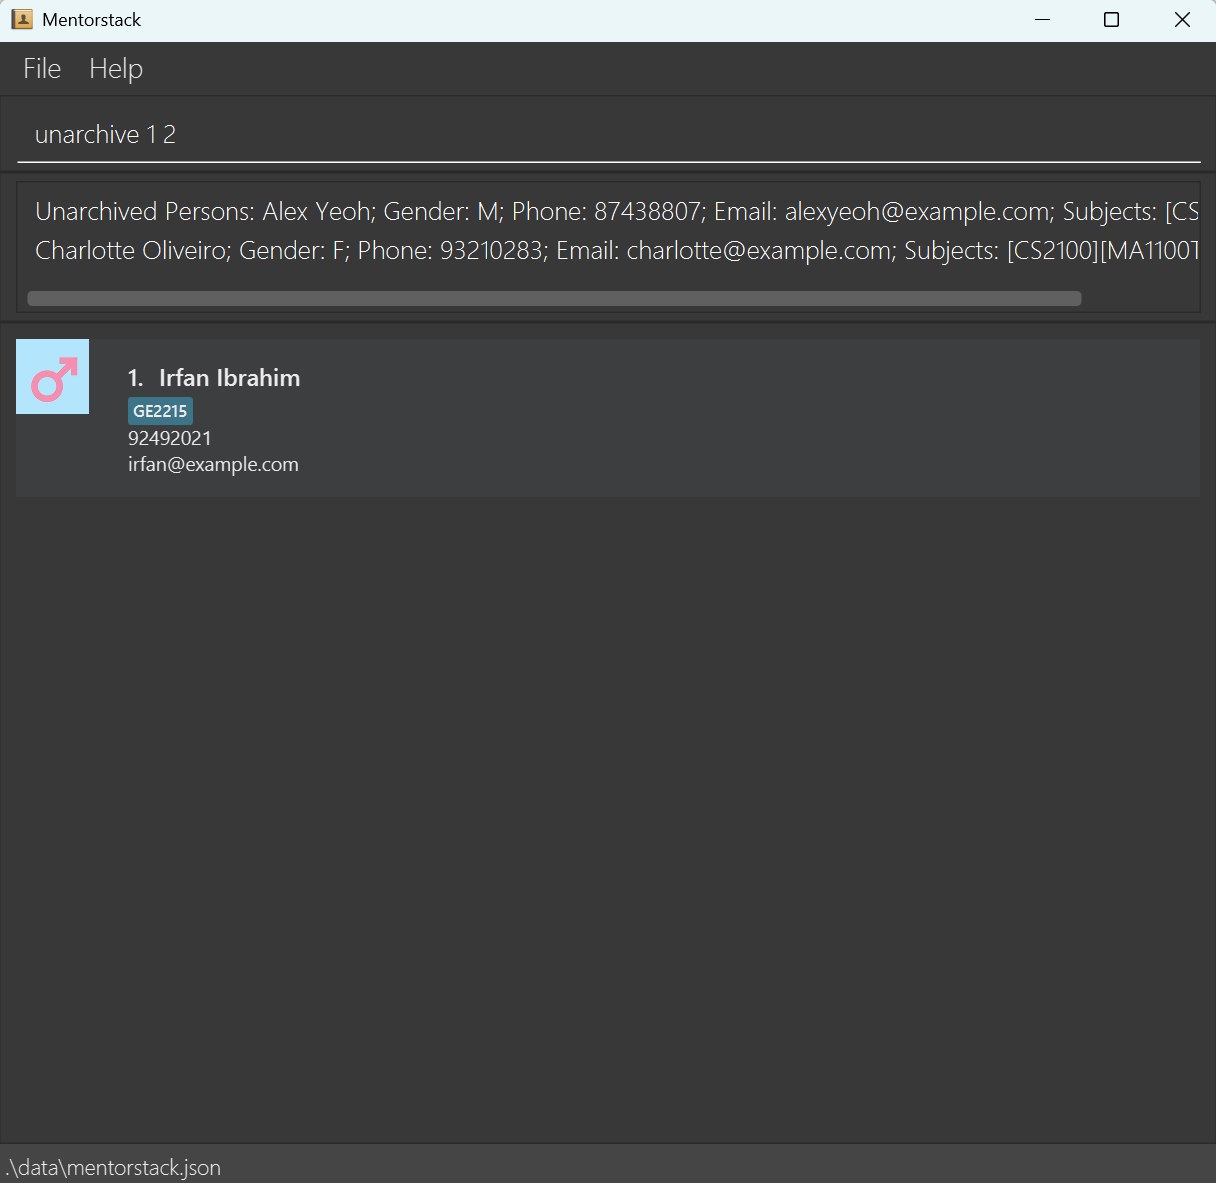 Mentorstack
File Help
unarchive 1 2
Unarchived Persons: Alex Yeoh; Gender: M; Phone: 87438807; Email: alexyeoh@example.com; Subjects: [CS
Charlotte Oliveiro; Gender: F; Phone: 93210283; Email: charlotte@example.com; Subjects: [CS2100][MA1100T
1. Irfan Ibrahim
GE2215
92492021
irfan@example.com
.\data\mentorstack.json